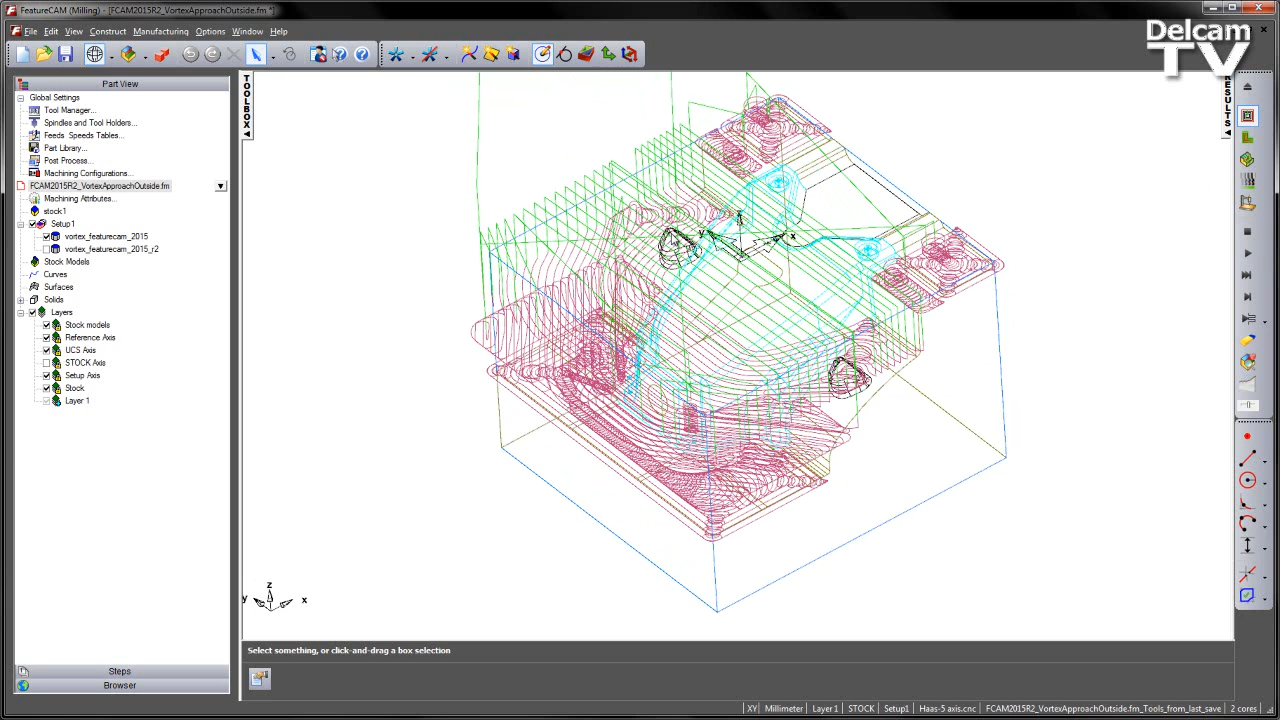 FeatureCAM (Milling) - [FCAM2015R2_VortexApproachOutside.fm *]
File Edit View Construct Manufacturing Options Window Help
Delcam
TV
Part View
Global Settings
Tool Manager...
Spindles and Tool Holders...
Feeds Speeds Tables...
Part Library...
Post Process...
Machining Configurations...
FCAM2015R2_VortexApproachOutside.fm
Machining Attributes...
stock1
Setup1
vortex_featurecam_2015
vortex_featurecam_2015_r2
Stock Models
Curves
Surfaces
Solids
Layers
Stock models
Reference Axis
UCS Axis
STOCK Axis
Setup Axis
Stock
Layer 1
Steps
Browser
TOOLBOX
RESULTS
y
x
z
y
x
Select something, or click-and-drag a box selection
XY Millimeter Layer 1 STOCK Setup1 Haas-5 axis.cnc FCAM2015R2_VortexApproachOutside.fm_Tools_from_last_save 2 cores